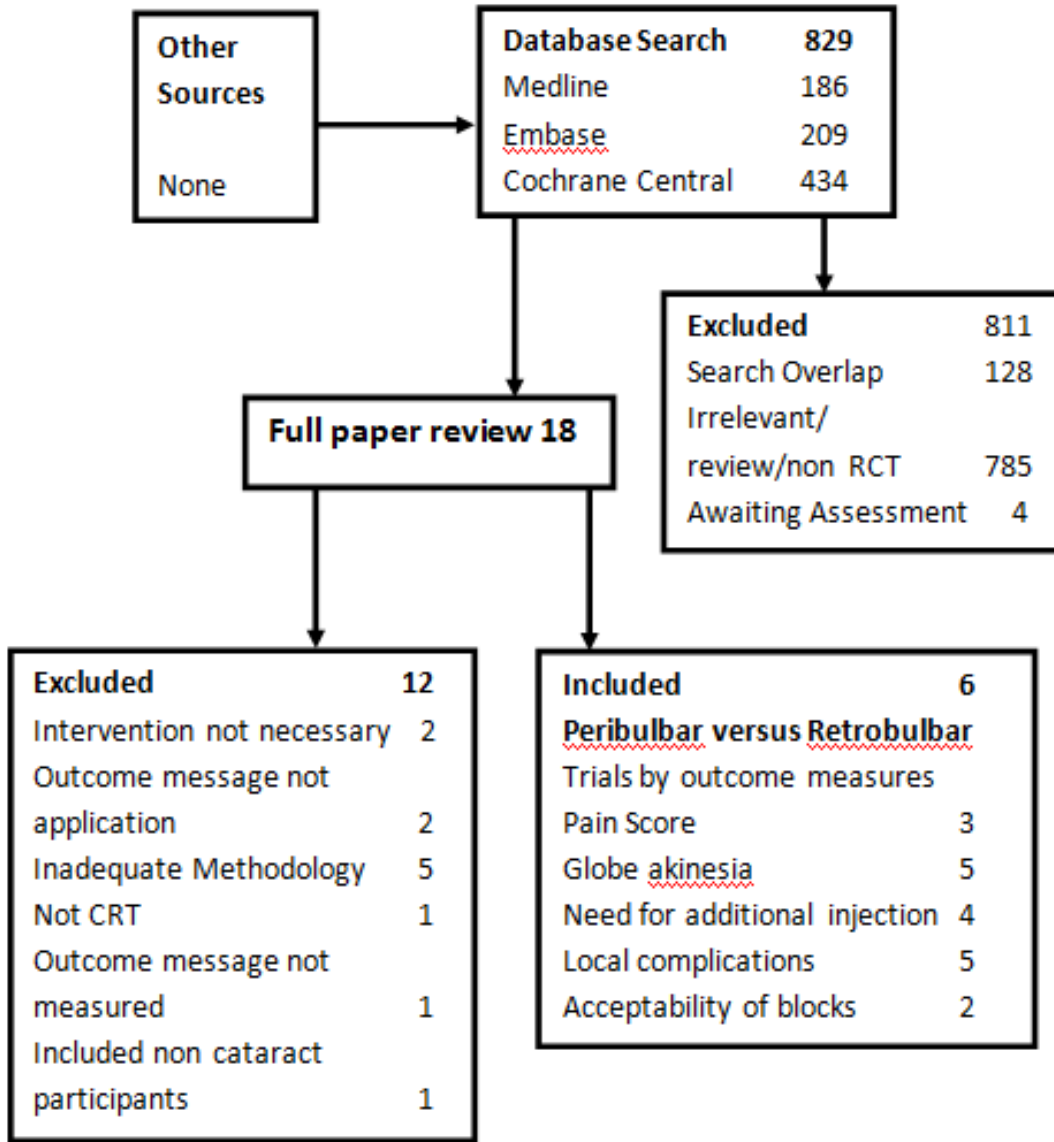 Other
Sources
None
Database Search 829
Medline 186
Embase 209
Cochrane Central 434
Excluded 811
Search Overlap 128
Irrelevant/
review/non RCT 785
Awaiting Assessment 4
Full paper review 18
Excluded 12
Intervention not necessary 2
Outcome message not
application 2
Inadequate Methodology 5
Not CRT 1
Outcome message not
measured 1
Included non cataract
participants 1
Included 6
Peribulbar versus Retrobulbar
Trials by outcome measures
Pain Score 3
Globe akinesia 5
Need for additional injection 4
Local complications 5
Acceptability of blocks 2